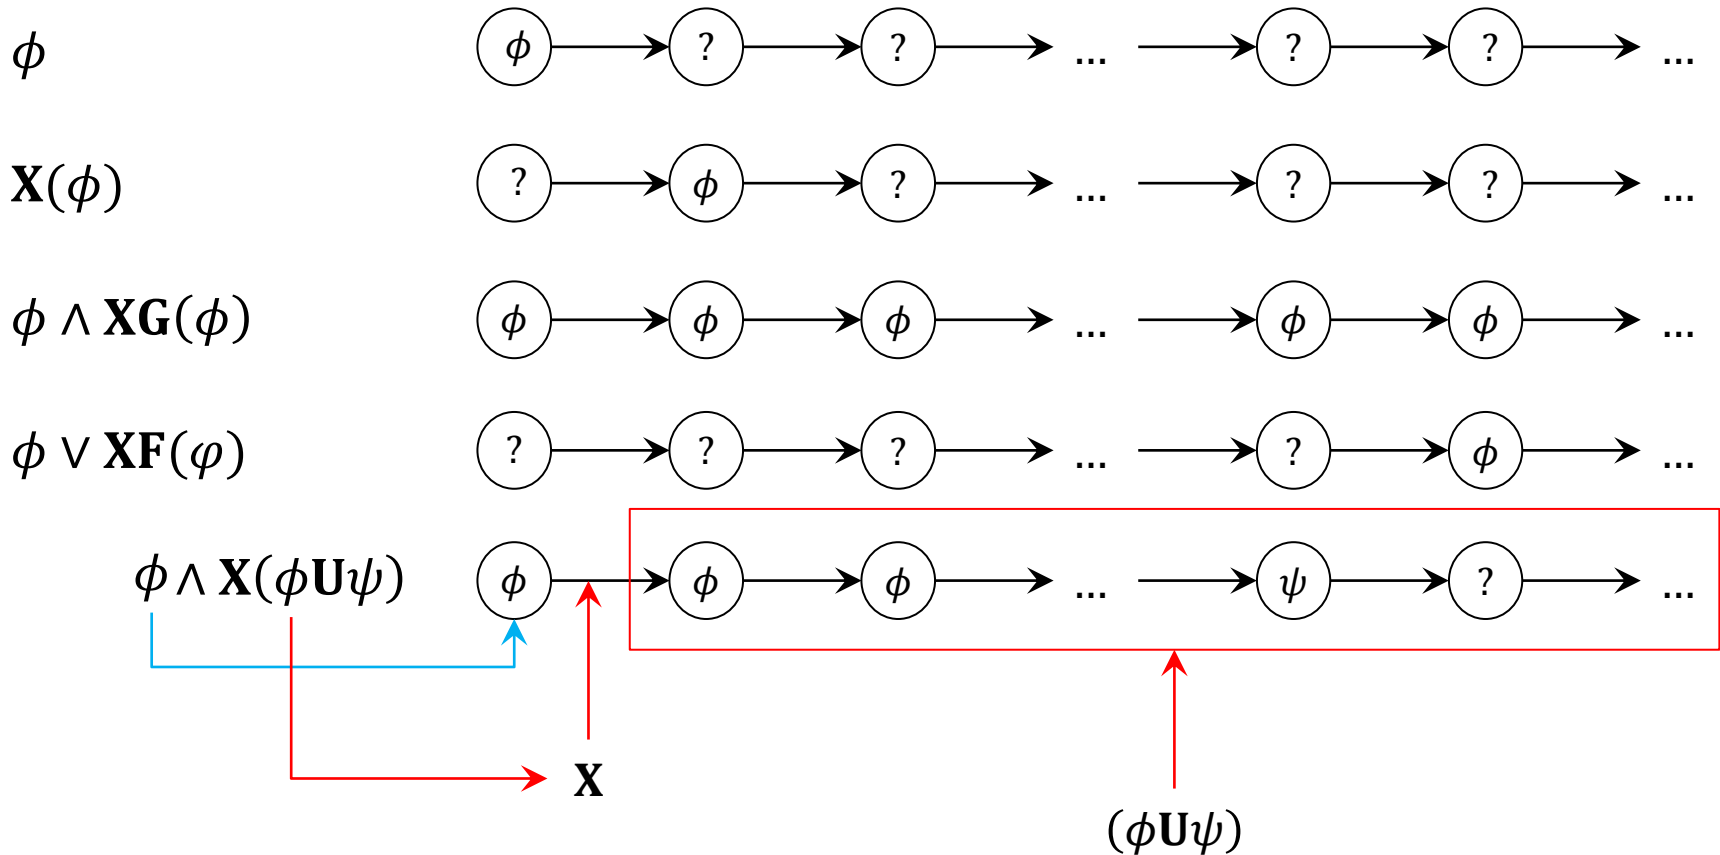 ϕ ϕ ? ? ... ? ? ...
𝐗(ϕ) ? ϕ ? ... ? ? ...
ϕ ∧ 𝐗𝐆(ϕ) ϕ ϕ ϕ ... ϕ ϕ ...
ϕ ∨ 𝐗𝐅(φ) ? ? ? ... ? ϕ ...
ϕ ∧ 𝐗(ϕ𝐔ψ) ϕ ϕ ϕ ... ψ ? ...
𝐗
(ϕ𝐔ψ)